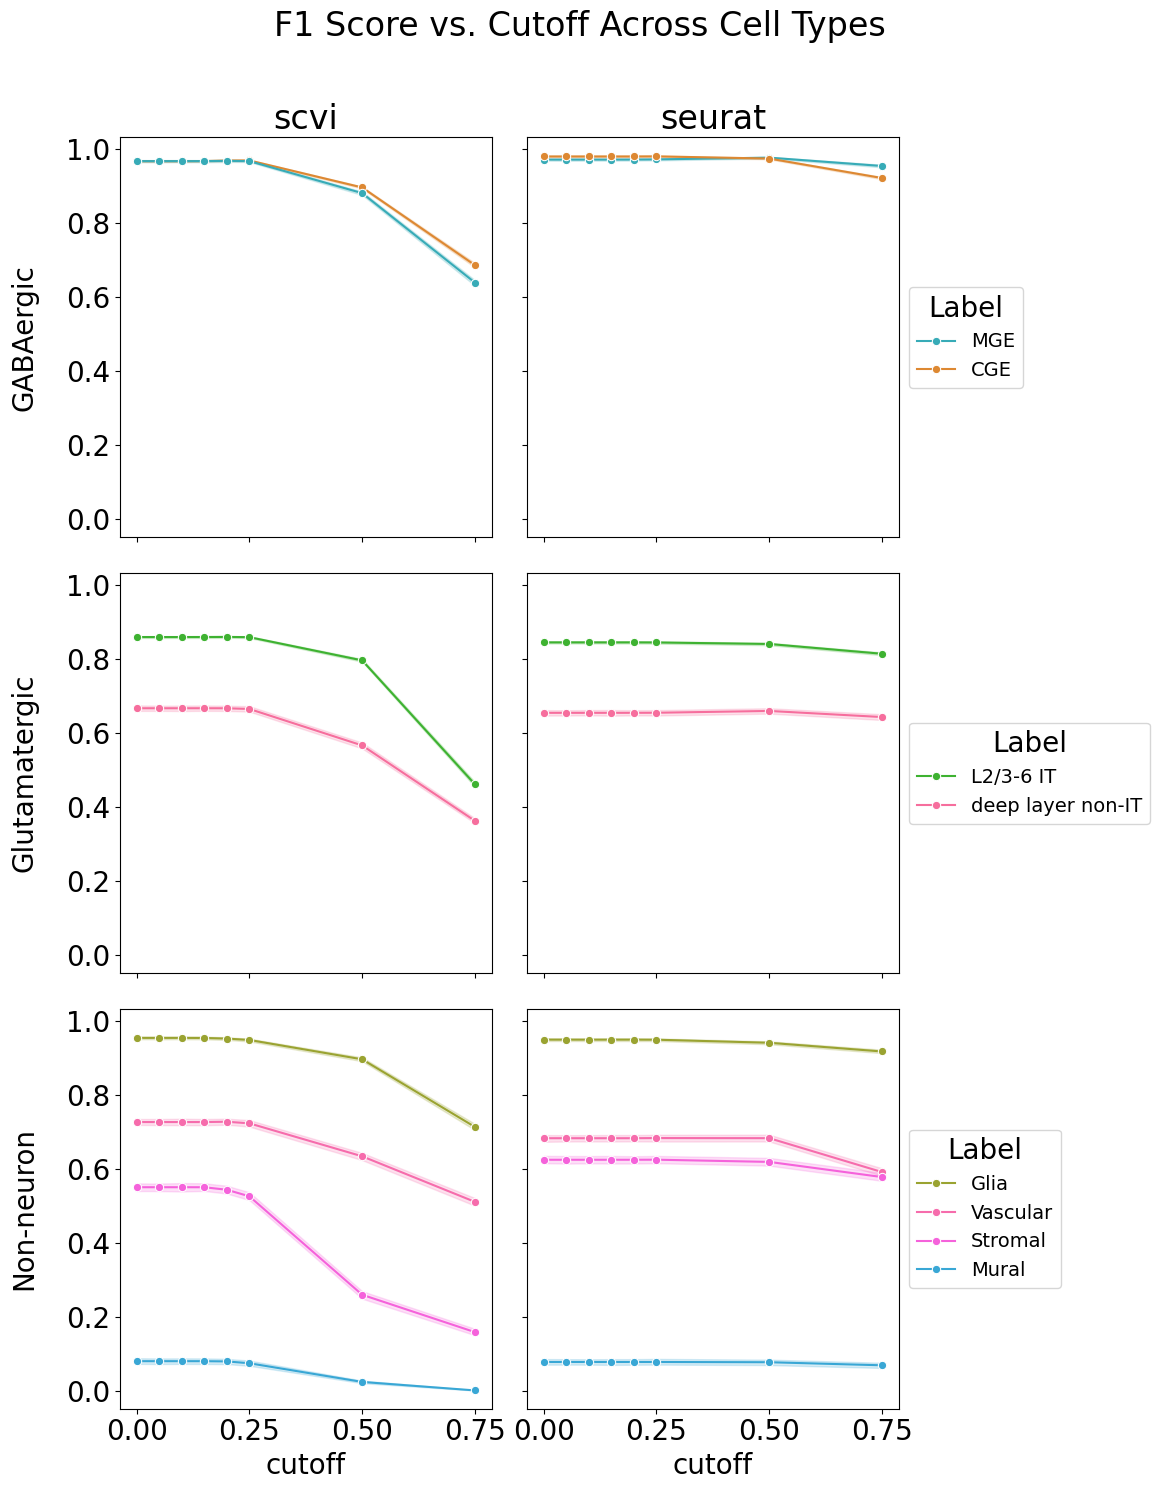 F1 Score vs. Cutoff Across Cell Types
scvi
seurat
GABAergic
1.0
0.8
0.6
0.4
0.2
0.0
Label
MGE
CGE
Glutamatergic
1.0
0.8
0.6
0.4
0.2
0.0
Label
L2/3-6 IT
deep layer non-IT
Non-neuron
1.0
0.8
0.6
0.4
0.2
0.0
Label
Glia
Vascular
Stromal
Mural
0.00 0.25 0.50 0.75
0.00 0.25 0.50 0.75
cutoff
cutoff